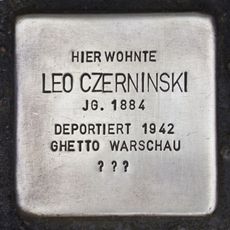 HIER WOHNTE
LEO CZERNINSKI
JG. 1884
DEPORTIERT 1942
GHETTO WARSCHAU
???